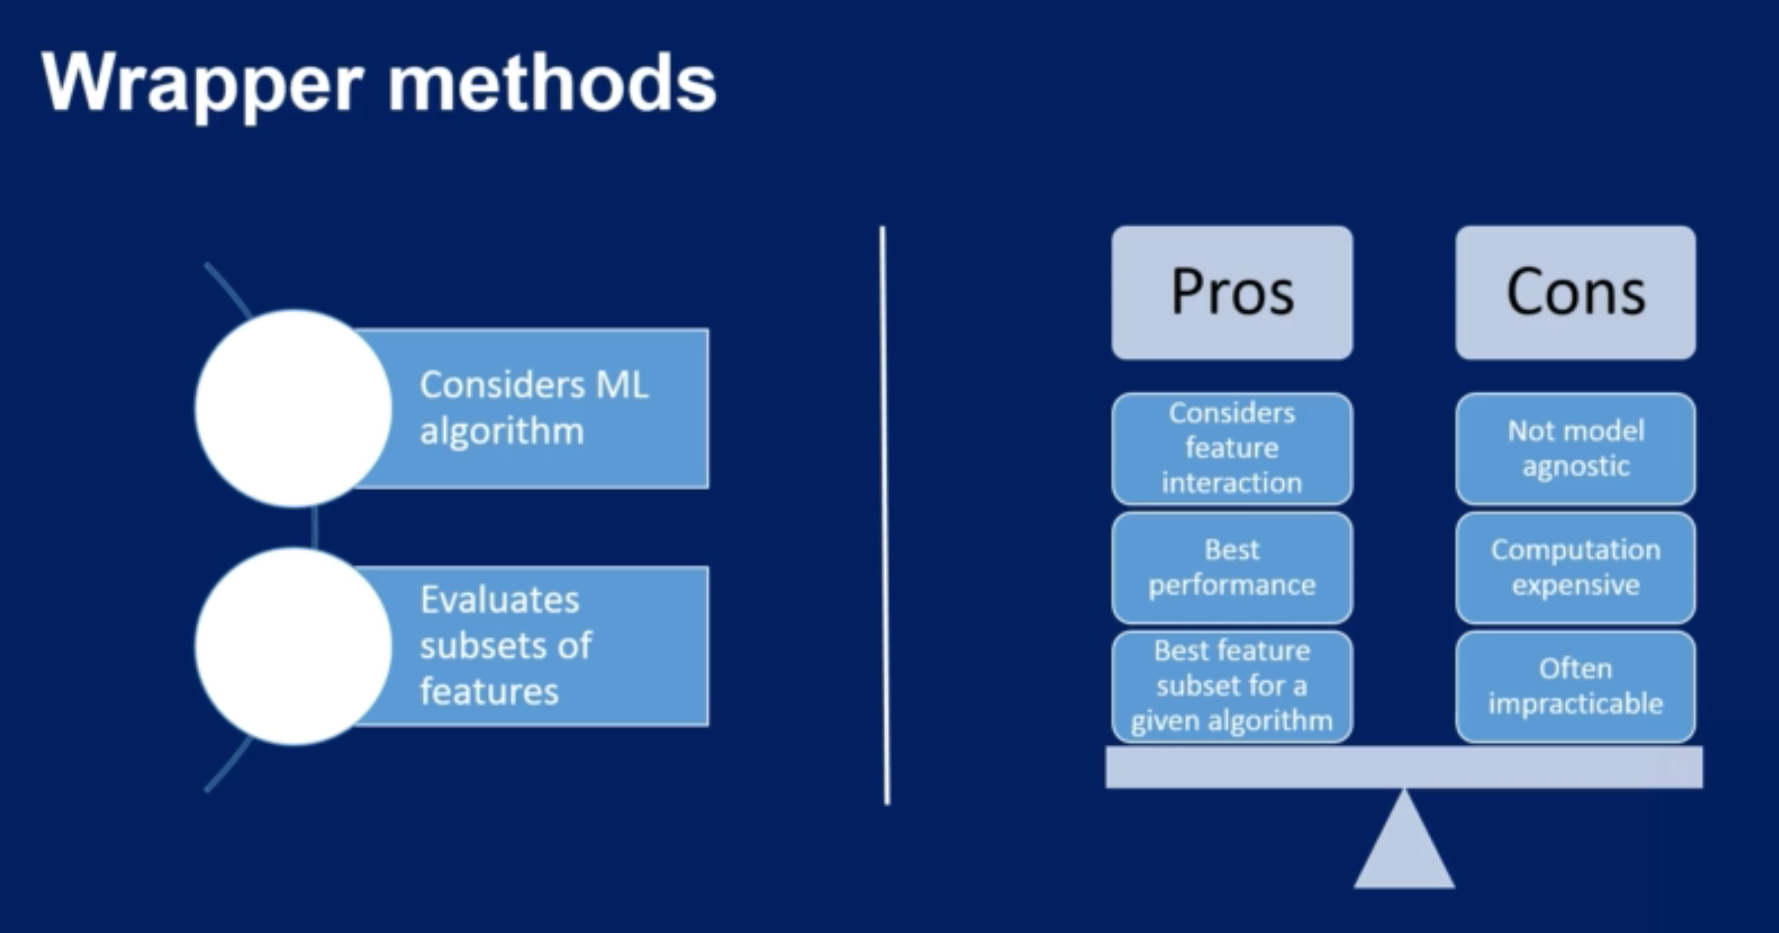 Wrapper methods
Considers ML
algorithm
Evaluates
subsets of
features
Pros
Considers
feature
interaction
Best
performance
Best feature
subset for a
given algorithm
Cons
Not model
agnostic
Computation
expensive
Often
impracticable